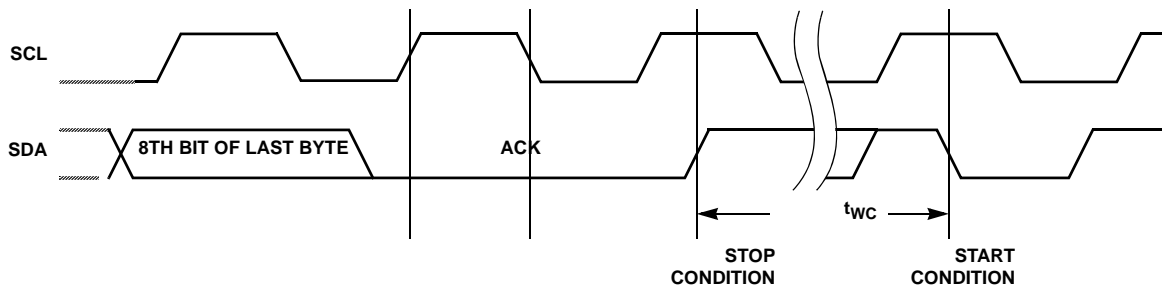 SCL
SDA
8TH BIT OF LAST BYTE
ACK
tWC
STOP
CONDITION
START
CONDITION